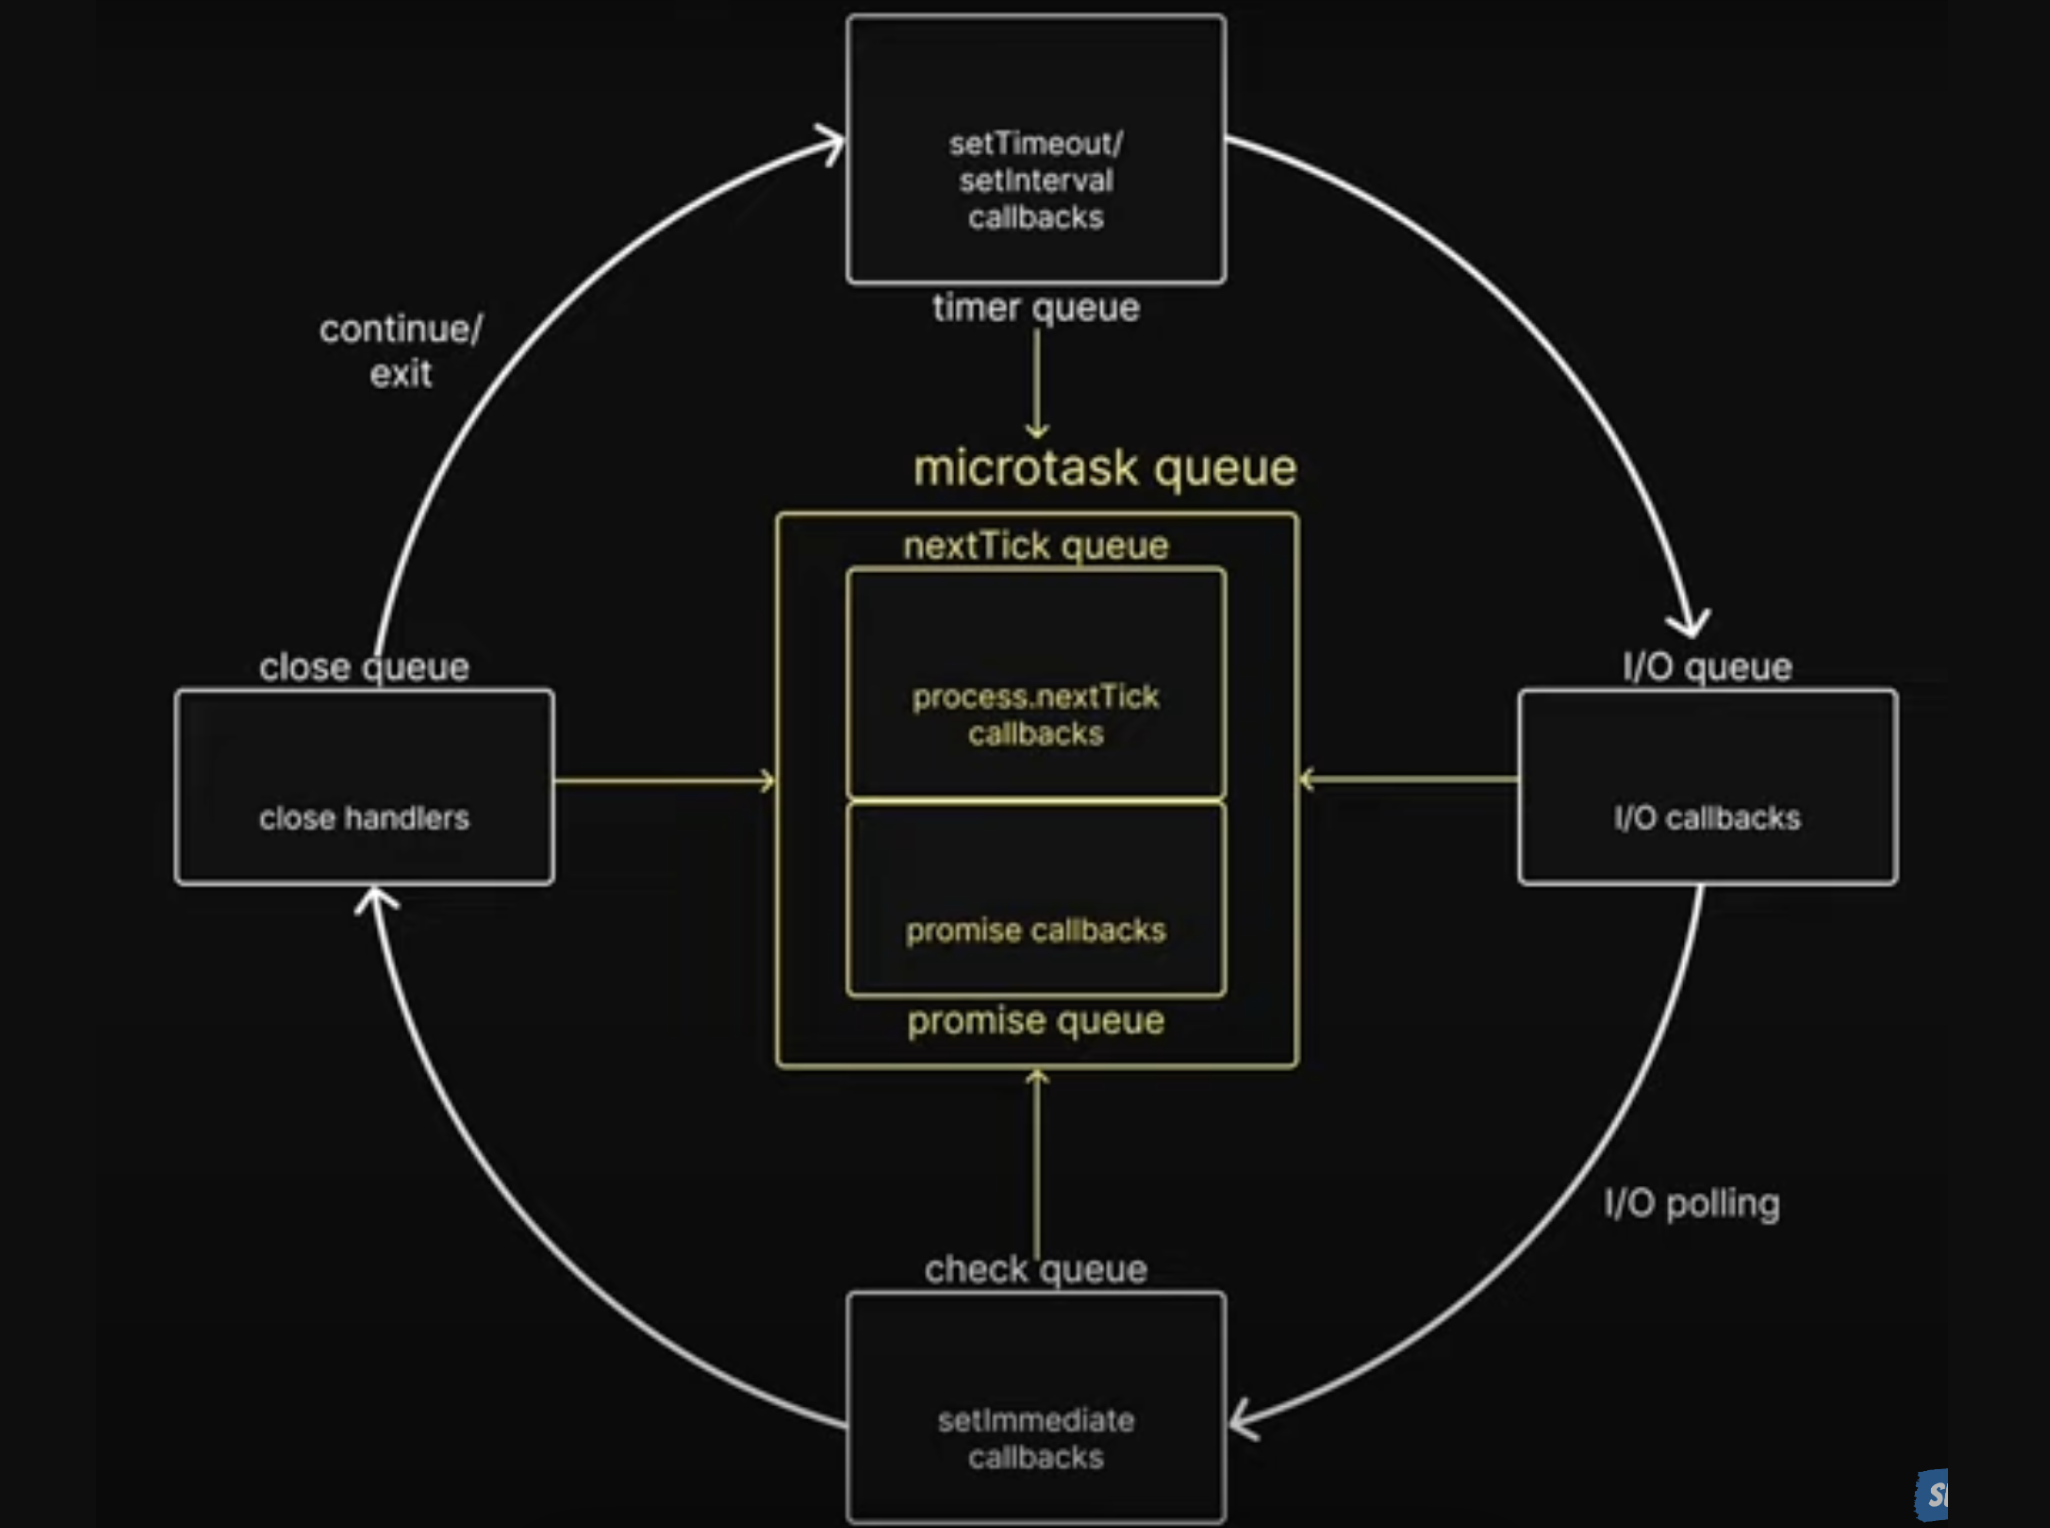 setTimeout/
setInterval
callbacks
timer queue
continue/
exit
microtask queue
nextTick queue
process.nextTick
callbacks
close queue
close handlers
I/O queue
I/O callbacks
promise callbacks
promise queue
I/O polling
check queue
setImmediate
callbacks